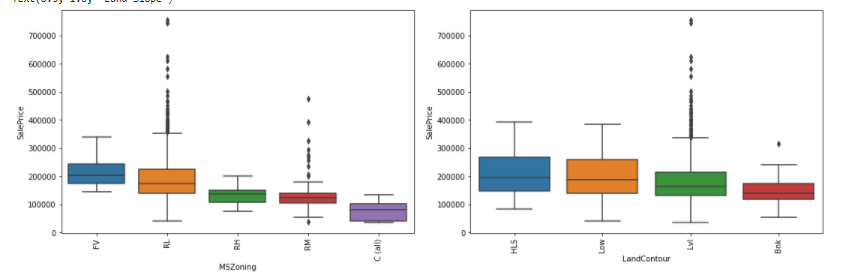 Text(0.5, 1.0, 'Land Slope')
700000
600000
500000
400000
300000
200000
100000
0
SalePrice
FV
RL
RH
RM
C (all)
MSZoning
700000
600000
500000
400000
300000
200000
100000
0
SalePrice
HLS
Low
Lvl
Bnk
LandContour